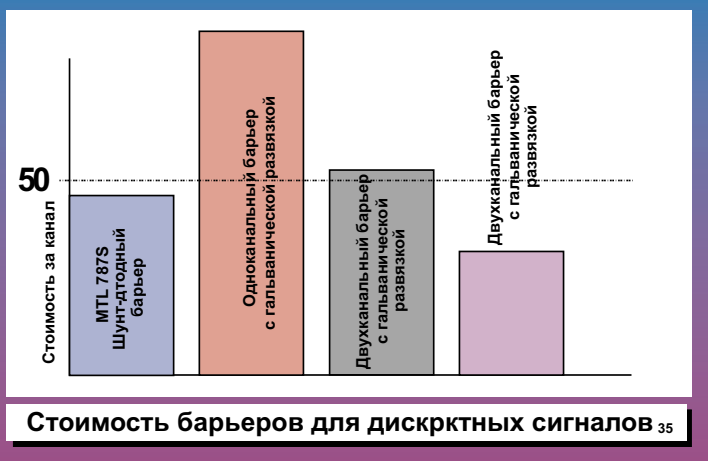 50
Стоимость за канал
MTL 787S
Шунт-дтодный
барьер
Одноканальный барьер
с гальванической развязкой
Двухканальный барьер
с гальванической
развязкой
Двухканальный барьер
с гальванической
развязкой
Стоимость барьеров для дискрктных сигналов 35